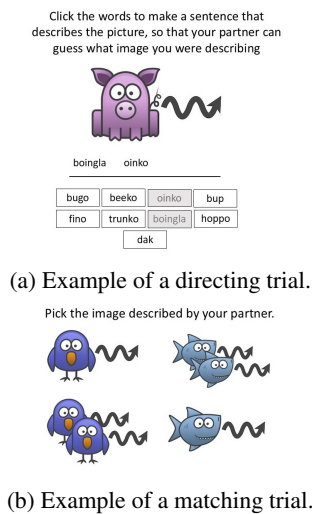 Click the words to make a sentence that
describes the picture, so that your partner can
guess what image you were describing
boingla oinko
bugo beeko oinko bup
fino trunko boingla hoppo
dak
(a) Example of a directing trial.
Pick the image described by your partner.
(b) Example of a matching trial.